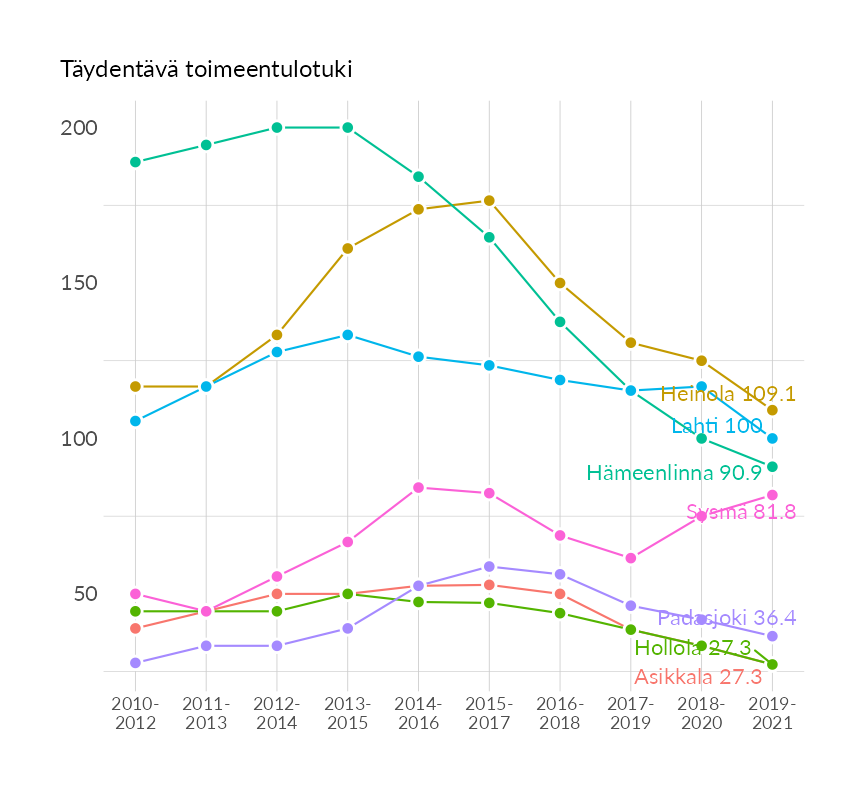 Täydentävä toimeentulotuki
200
150
100
50
Heinola 109.1
Lahti 100
Hämeenlinna 90.9
Sysmä 81.8
Padasjoki 36.4
Hollola 27.3
Asikkala 27.3
2010- 2011- 2012- 2013- 2014- 2015- 2016- 2017- 2018- 2019-
2012 2013 2014 2015 2016 2017 2018 2019 2020 2021